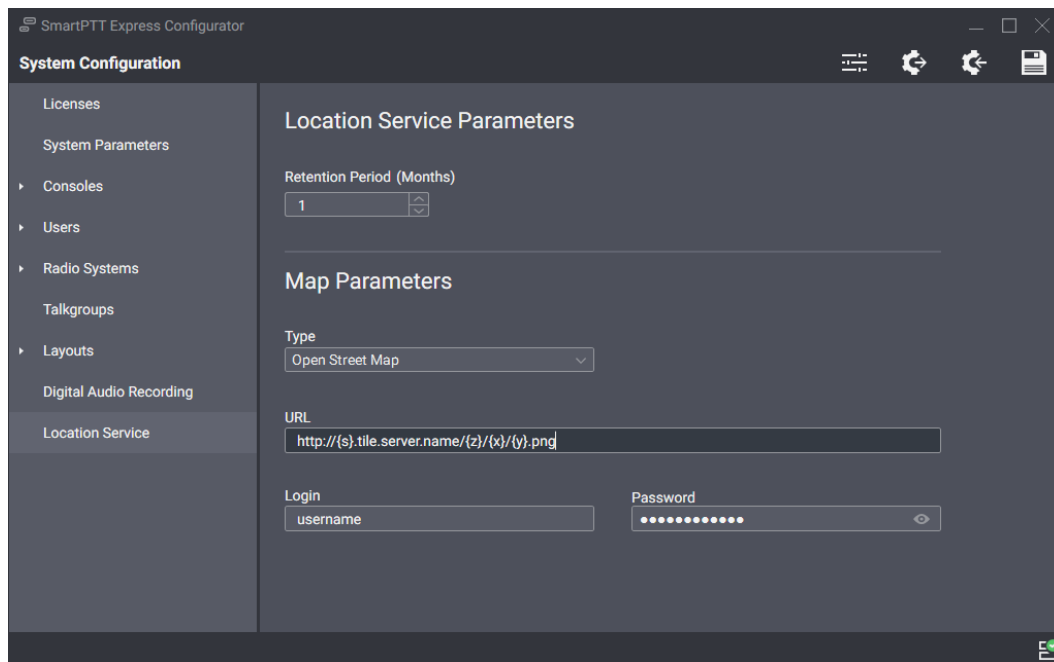 SmartPTT Express Configurator
System Configuration
Licenses
System Parameters
Consoles
Users
Radio Systems
Talkgroups
Layouts
Digital Audio Recording
Location Service
Location Service Parameters
Retention Period (Months)
1
Map Parameters
Type
Open Street Map
URL
http://{s}.tile.server.name/{z}/{x}/{y}.png
Login
username
Password
••••••••••••